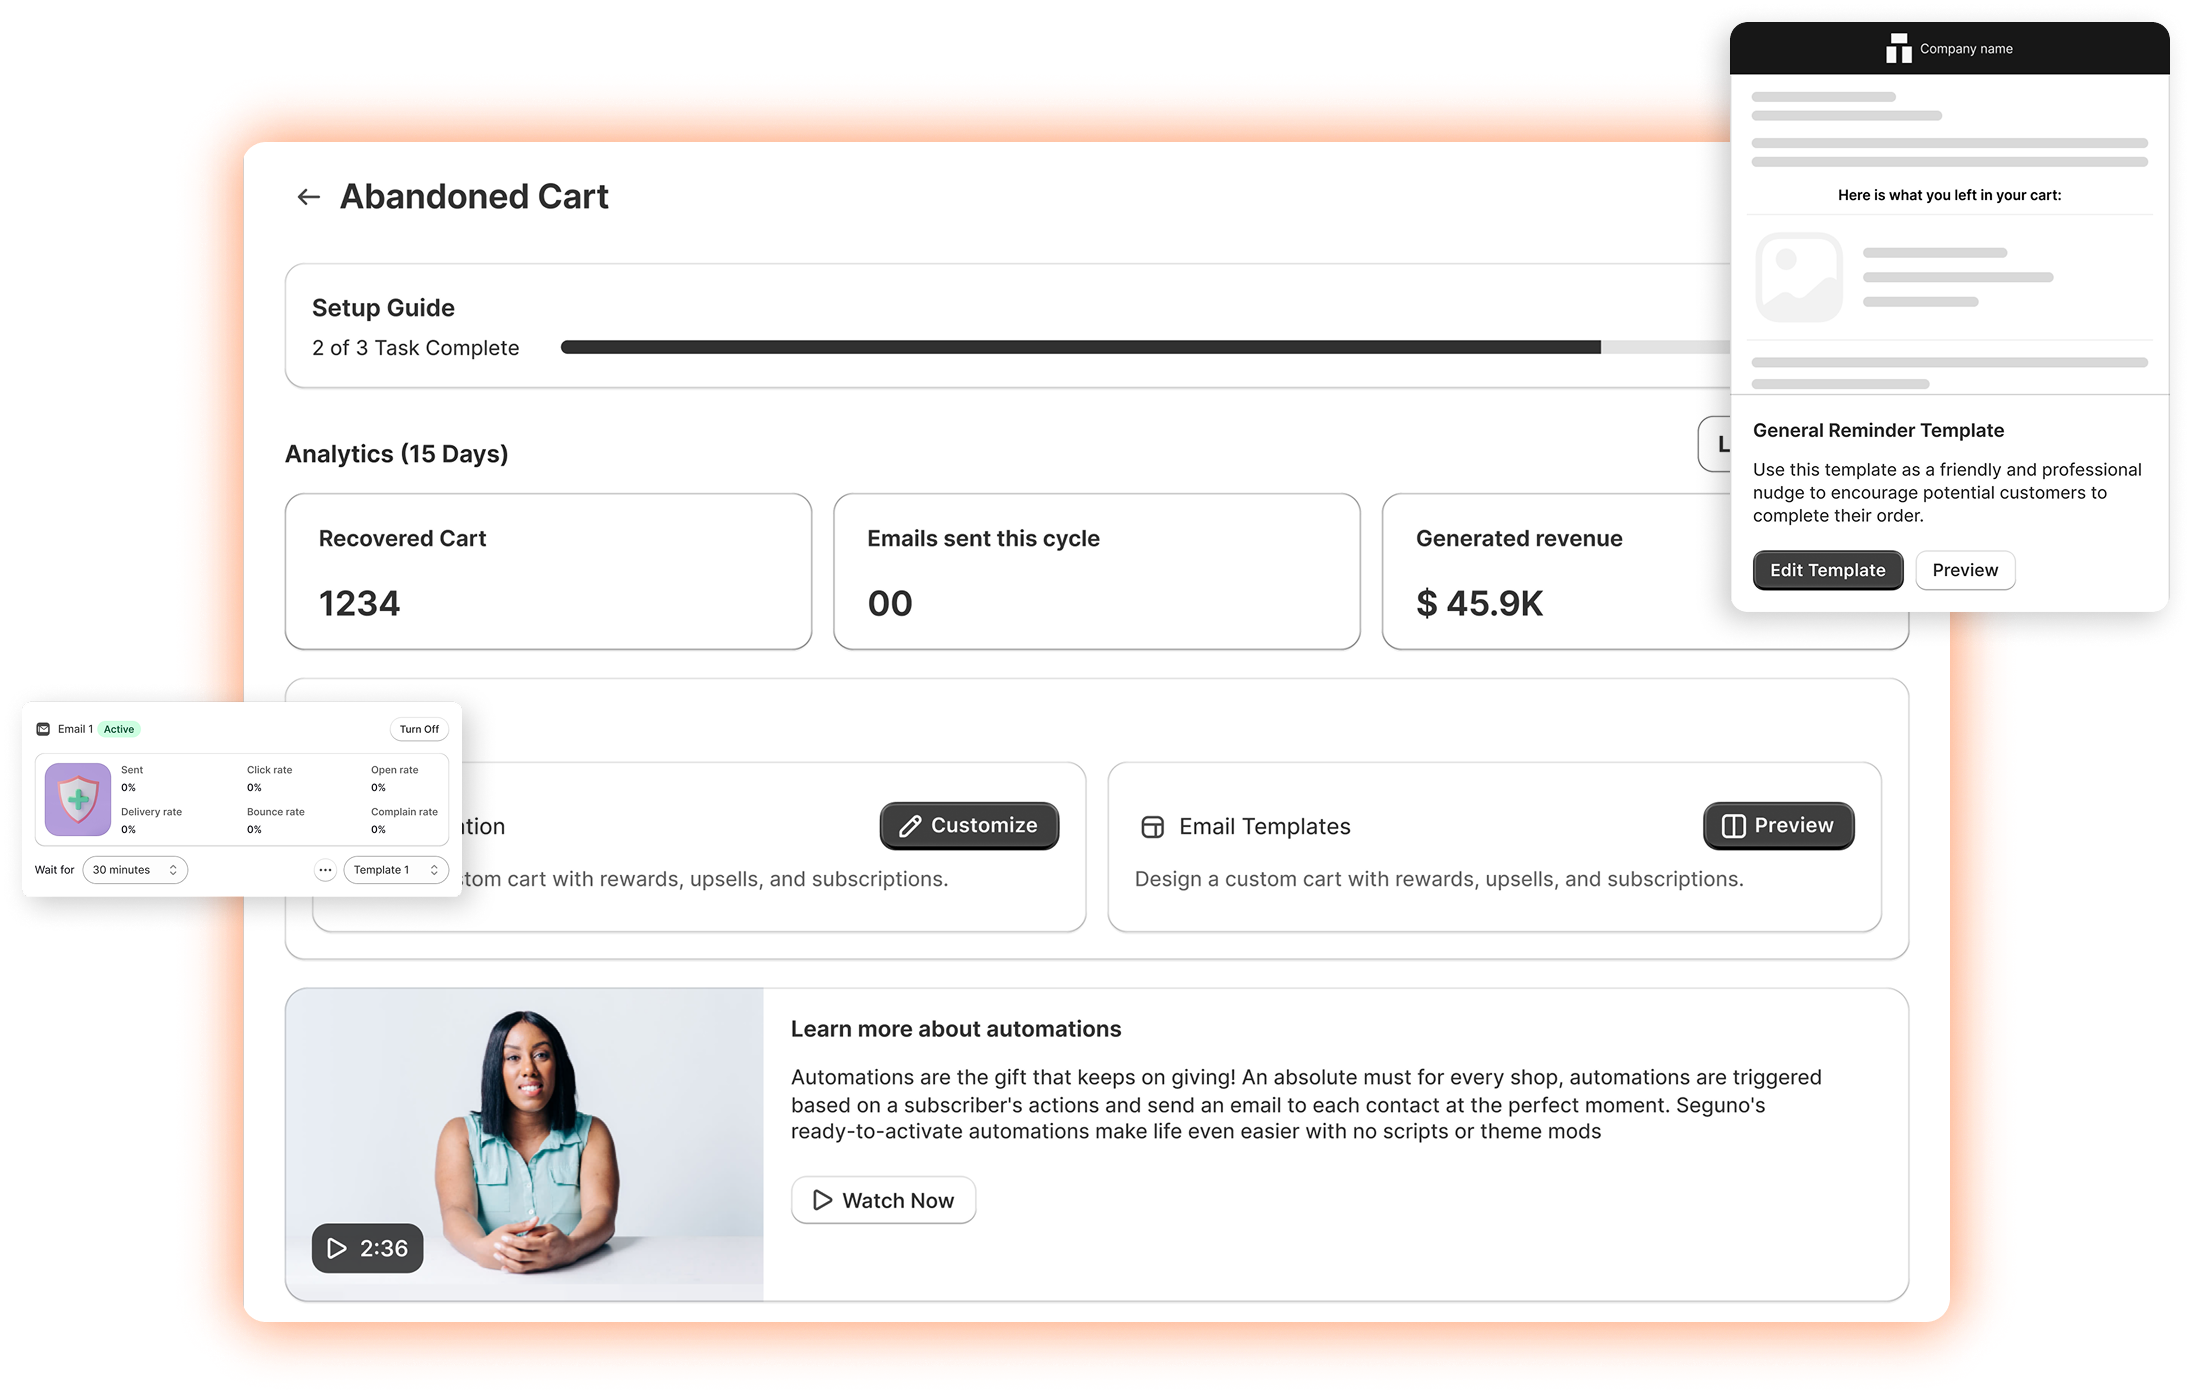 Company name
Here is what you left in your cart:
General Reminder Template
Use this template as a friendly and professional
nudge to encourage potential customers to
complete their order.
Edit Template
Preview
Abandoned Cart
Setup Guide
2 of 3 Task Complete
Analytics (15 Days)
Recovered Cart
1234
Emails sent this cycle
00
Generated revenue
$ 45.9K
Email 1 Active Turn Off
Sent Click rate Open rate
0% 0% 0%
Delivery rate Bounce rate Complain rate
0% 0% 0%
Wait for 30 minutes Template 1
Customize
cart with rewards, upsells, and subscriptions.
Email Templates
Preview
Design a custom cart with rewards, upsells, and subscriptions.
2:36
Learn more about automations
Automations are the gift that keeps on giving! An absolute must for every shop, automations are triggered
based on a subscriber's actions and send an email to each contact at the perfect moment. Seguno's
ready-to-activate automations make life even easier with no scripts or theme mods
Watch Now